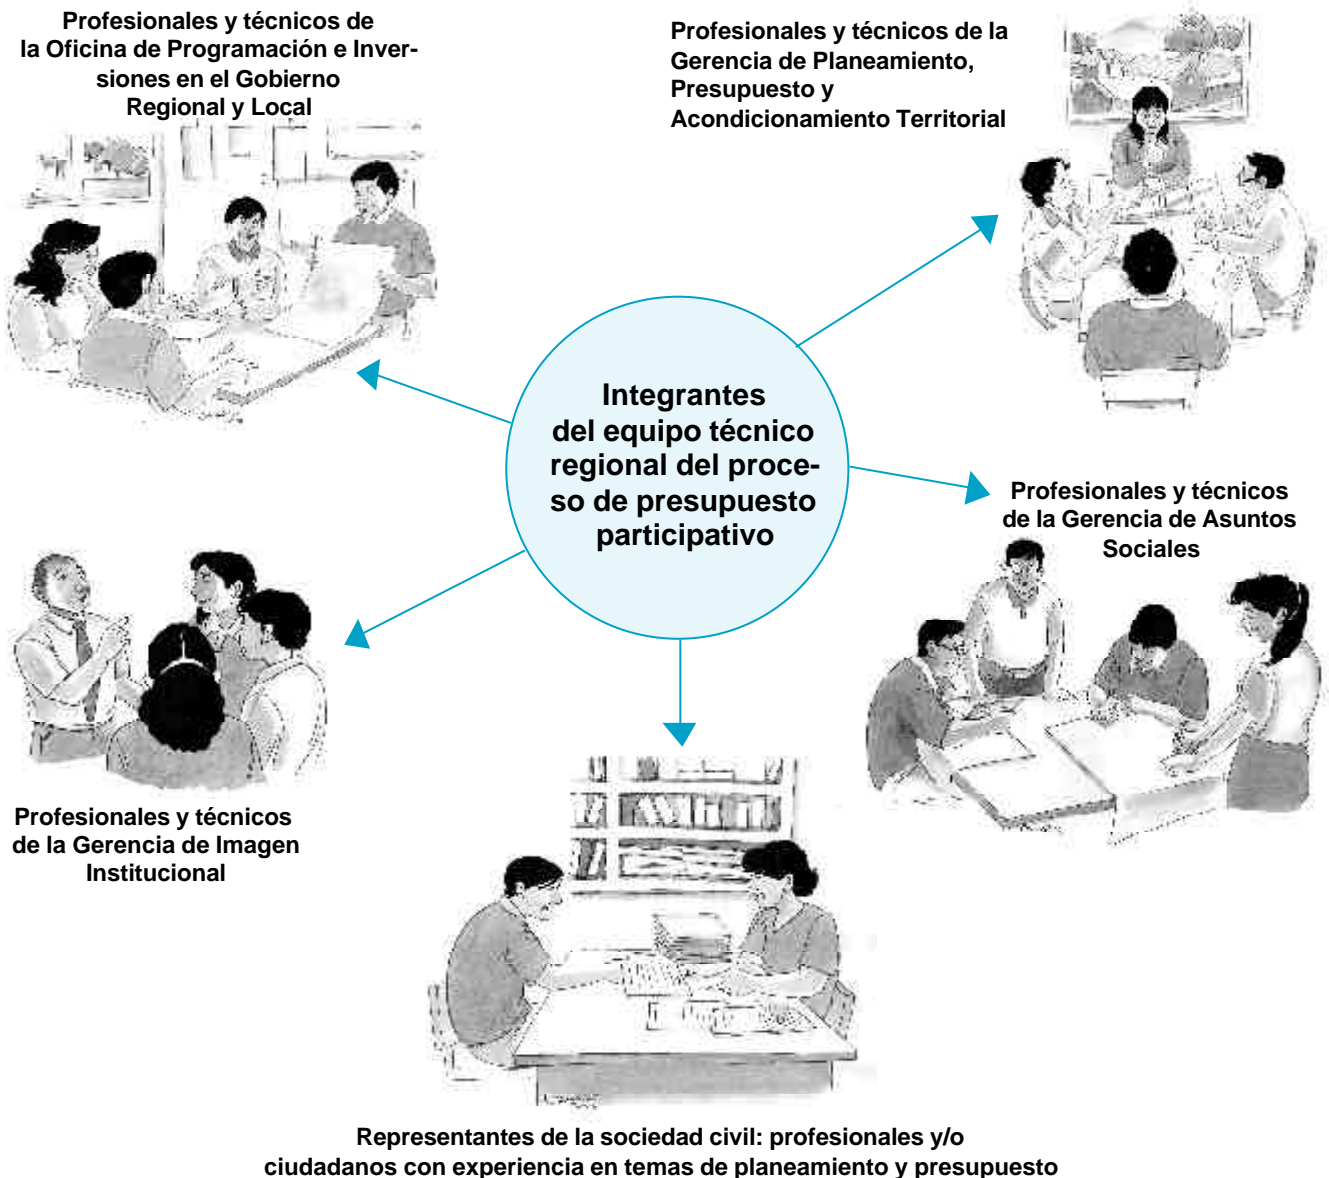 Profesionales y técnicos de
la Oficina de Programación e Inver-
siones en el Gobierno
Regional y Local
Profesionales y técnicos de la
Gerencia de Planeamiento,
Presupuesto y
Acondicionamiento Territorial
Integrantes
del equipo técnico
regional del proce-
so de presupuesto
participativo
Profesionales y técnicos
de la Gerencia de Asuntos
Sociales
Profesionales y técnicos
de la Gerencia de Imagen
Institucional
Representantes de la sociedad civil: profesionales y/o
ciudadanos con experiencia en temas de planeamiento y presupuesto